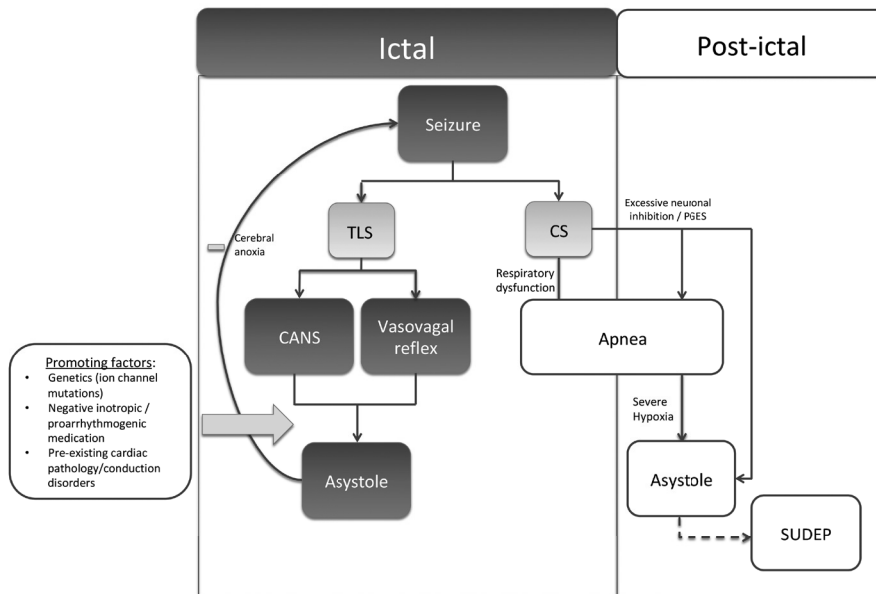 Ictal
Post-ictal
Seizure
Excessive neuonal
inhibition / PGES
TLS
CS
Cerebral
anoxia
Respiratory
dysfunction
CANS
Vasovagal
reflex
Apnea
Promoting factors:
• Genetics (ion channel
mutations)
• Negative inotropic /
proarrhythmogenic
medication
• Pre-existing cardiac
pathology/conduction
disorders
Severe
Hypoxia
Asystole
Asystole
SUDEP